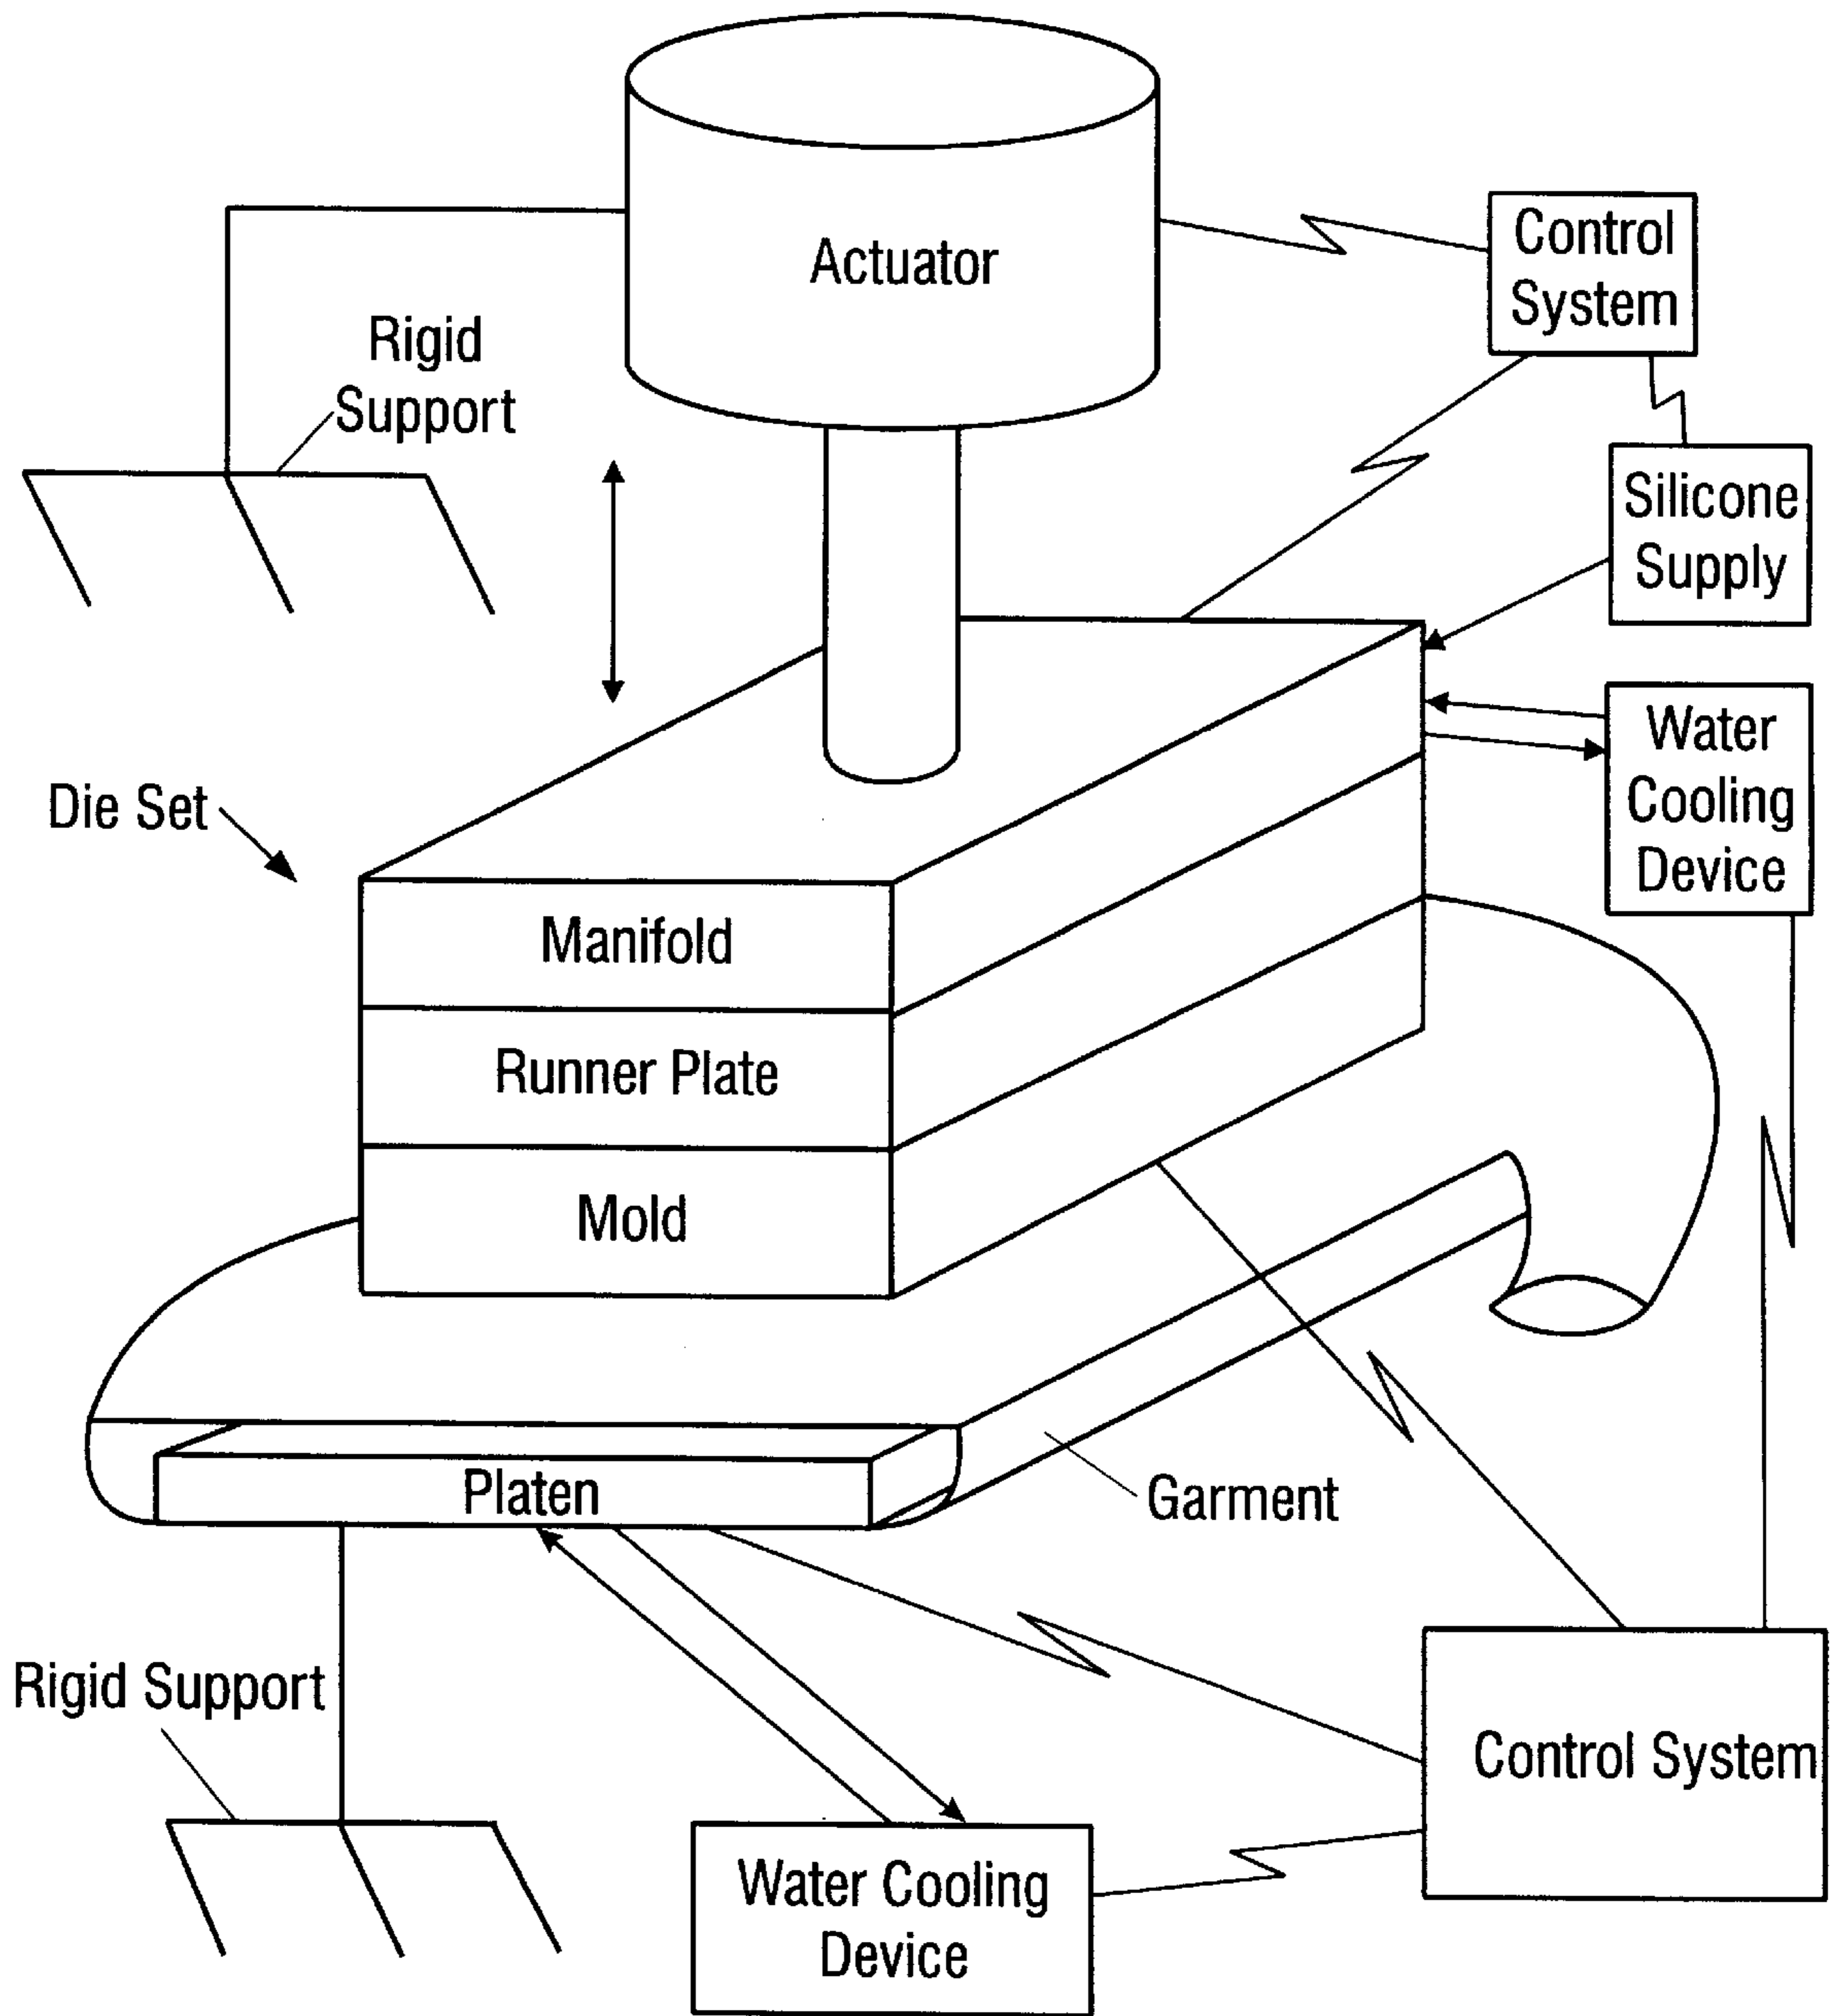 Actuator
Control
System
Rigid
Support
Silicone
Supply
Water
Cooling
Device
Die Set
Manifold
Runner Plate
Mold
Platen
Garment
Rigid Support
Control System
Water Cooling
Device